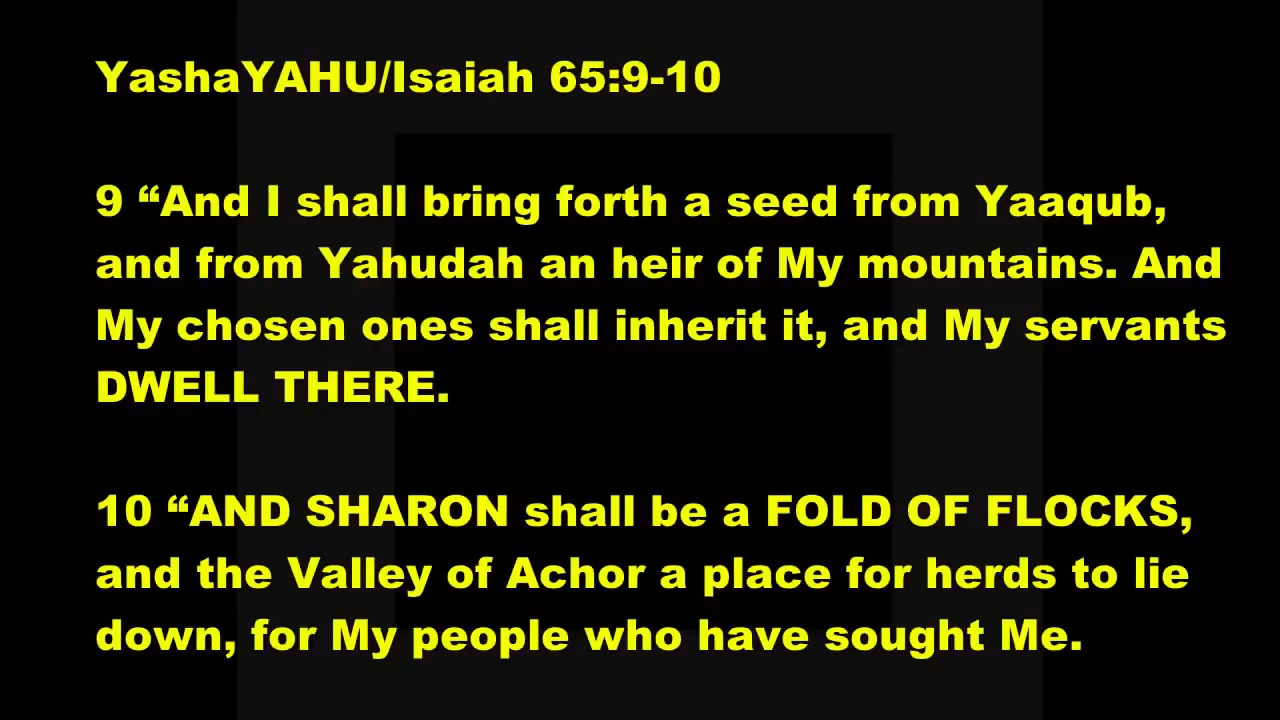 YashaYAHU/Isaiah 65:9-10
9 “And I shall bring forth a seed from Yaaqub,
and from Yahudah an heir of My mountains. And
My chosen ones shall inherit it, and My servants
DWELL THERE.
10 “AND SHARON shall be a FOLD OF FLOCKS,
and the Valley of Achor a place for herds to lie
down, for My people who have sought Me.